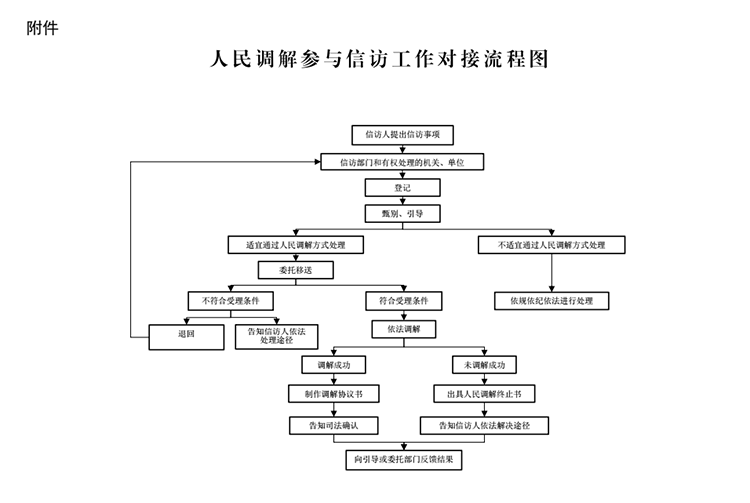 附件
人民调解参与信访工作对接流程图
信访人提出信访事项
信访部门和有权处理的机关、单位
登记
甄别、引导
适宜通过人民调解方式处理
不适宜通过人民调解方式处理
委托移送
不符合受理条件
符合受理条件
依规依纪依法进行处理
退回
告知信访人依法
处理途径
依法调解
调解成功
未调解成功
制作调解协议书
出具人民调解终止书
告知司法确认
告知信访人依法解决途径
向引导或委托部门反馈结果